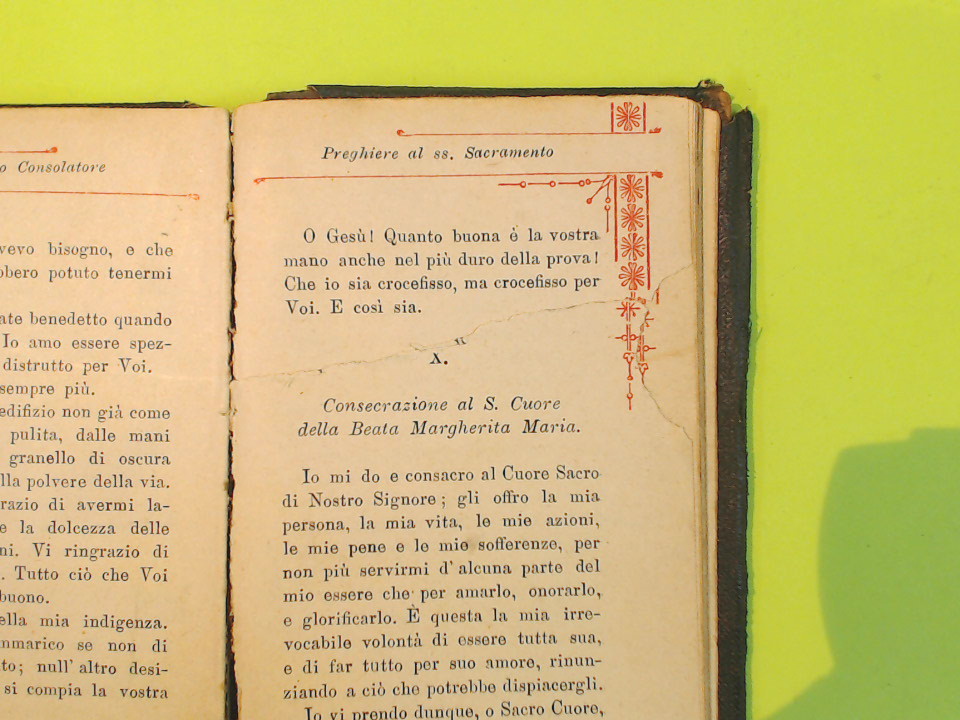 o Consolatore
vevo bisogno, e che
bbero potuto tenermi
ate benedetto quando
Io amo essere spez-
distrutto per Voi.
sempre più.
edifizio non già come
pulita, dalle mani
granello di oscura
lla polvere della via.
razio di avermi la-
e la dolcezza delle
ni. Vi ringrazio di
. Tutto ciò che Voi
buono.
ella mia indigenza.
mmarico se non di
to; null' altro desi-
si compia la vostra
Preghiere al ss. Sacramento
O Gesù! Quanto buona è la vostra
mano anche nel più duro della prova!
Che io sia crocefisso, ma crocefisso per
Voi. E così sia.
X.
Consecrazione al S. Cuore
della Beata Margherita Maria.
Io mi do e consacro al Cuore Sacro
di Nostro Signore; gli offro la mia
persona, la mia vita, le mie azioni,
le mie pene e le mie sofferenze, per
non più servirmi d' alcuna parte del
mio essere che per amarlo, onorarlo,
e glorificarlo. È questa la mia irre-
vocabile volontà di essere tutta sua,
e di far tutto per suo amore, rinun-
ziando a ciò che potrebbe dispiacergli.
Io vi prendo dunque, o Sacro Cuore,